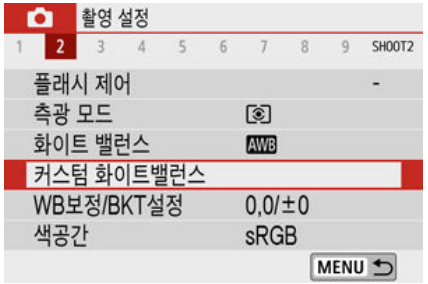 촬영 설정
1 2 3 4 5 6 7 8 9 SHOOT2
플래시 제어 -
측광 모드
화이트 밸런스 AWB
커스텀 화이트밸런스
WB보정/BKT설정 0,0/±0
색공간 sRGB
MENU